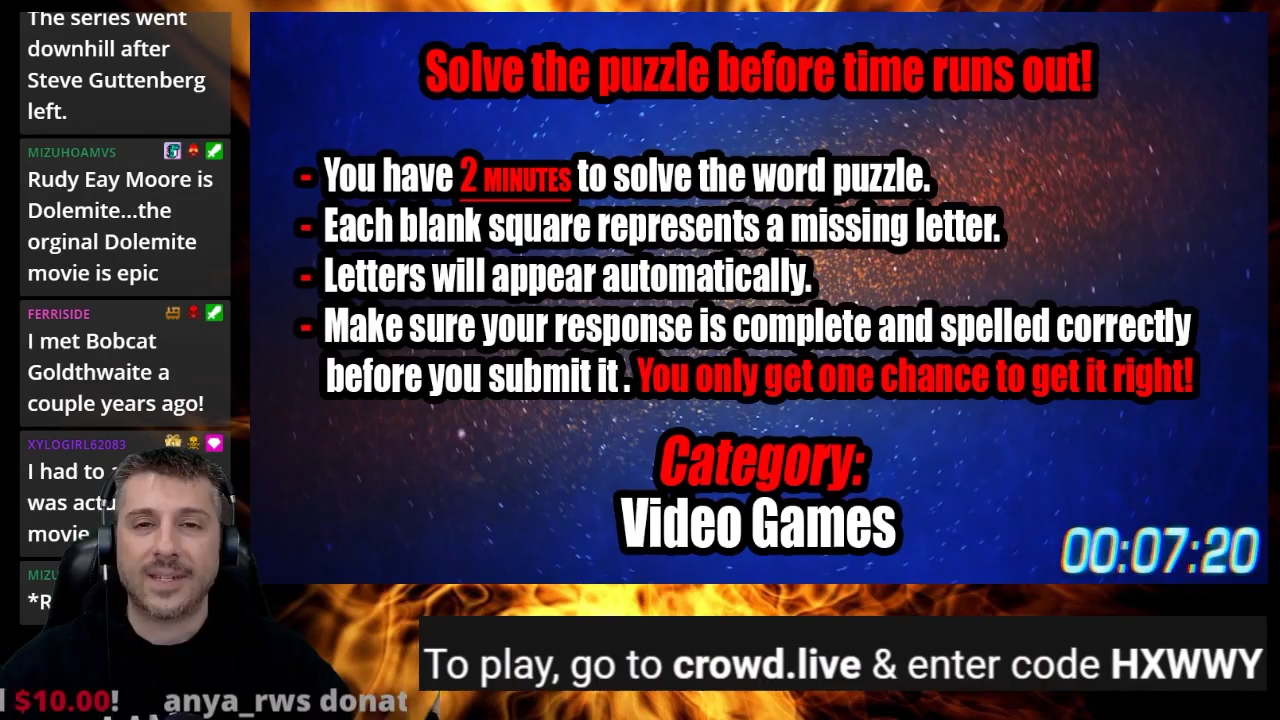 The series went
downhill after
Steve Guttenberg
left.
MIZUHOAMVS
Rudy Eay Moore is
Dolemite...the
orginal Dolemite
movie is epic
FERRISIDE
I met Bobcat
Goldthwaite a
couple years ago!
XYLOGIRL62083
I had to
was
movie
Solve the puzzle before time runs out!
- You have 2 MINUTES to solve the word puzzle.
- Each blank square represents a missing letter.
- Letters will appear automatically.
- Make sure your response is complete and spelled correctly
before you submit it . You only get one chance to get it right!
Category:
Video Games
00:07:20
To play, go to crowd.live & enter code HXWWY
$10.00! anya_rws donat